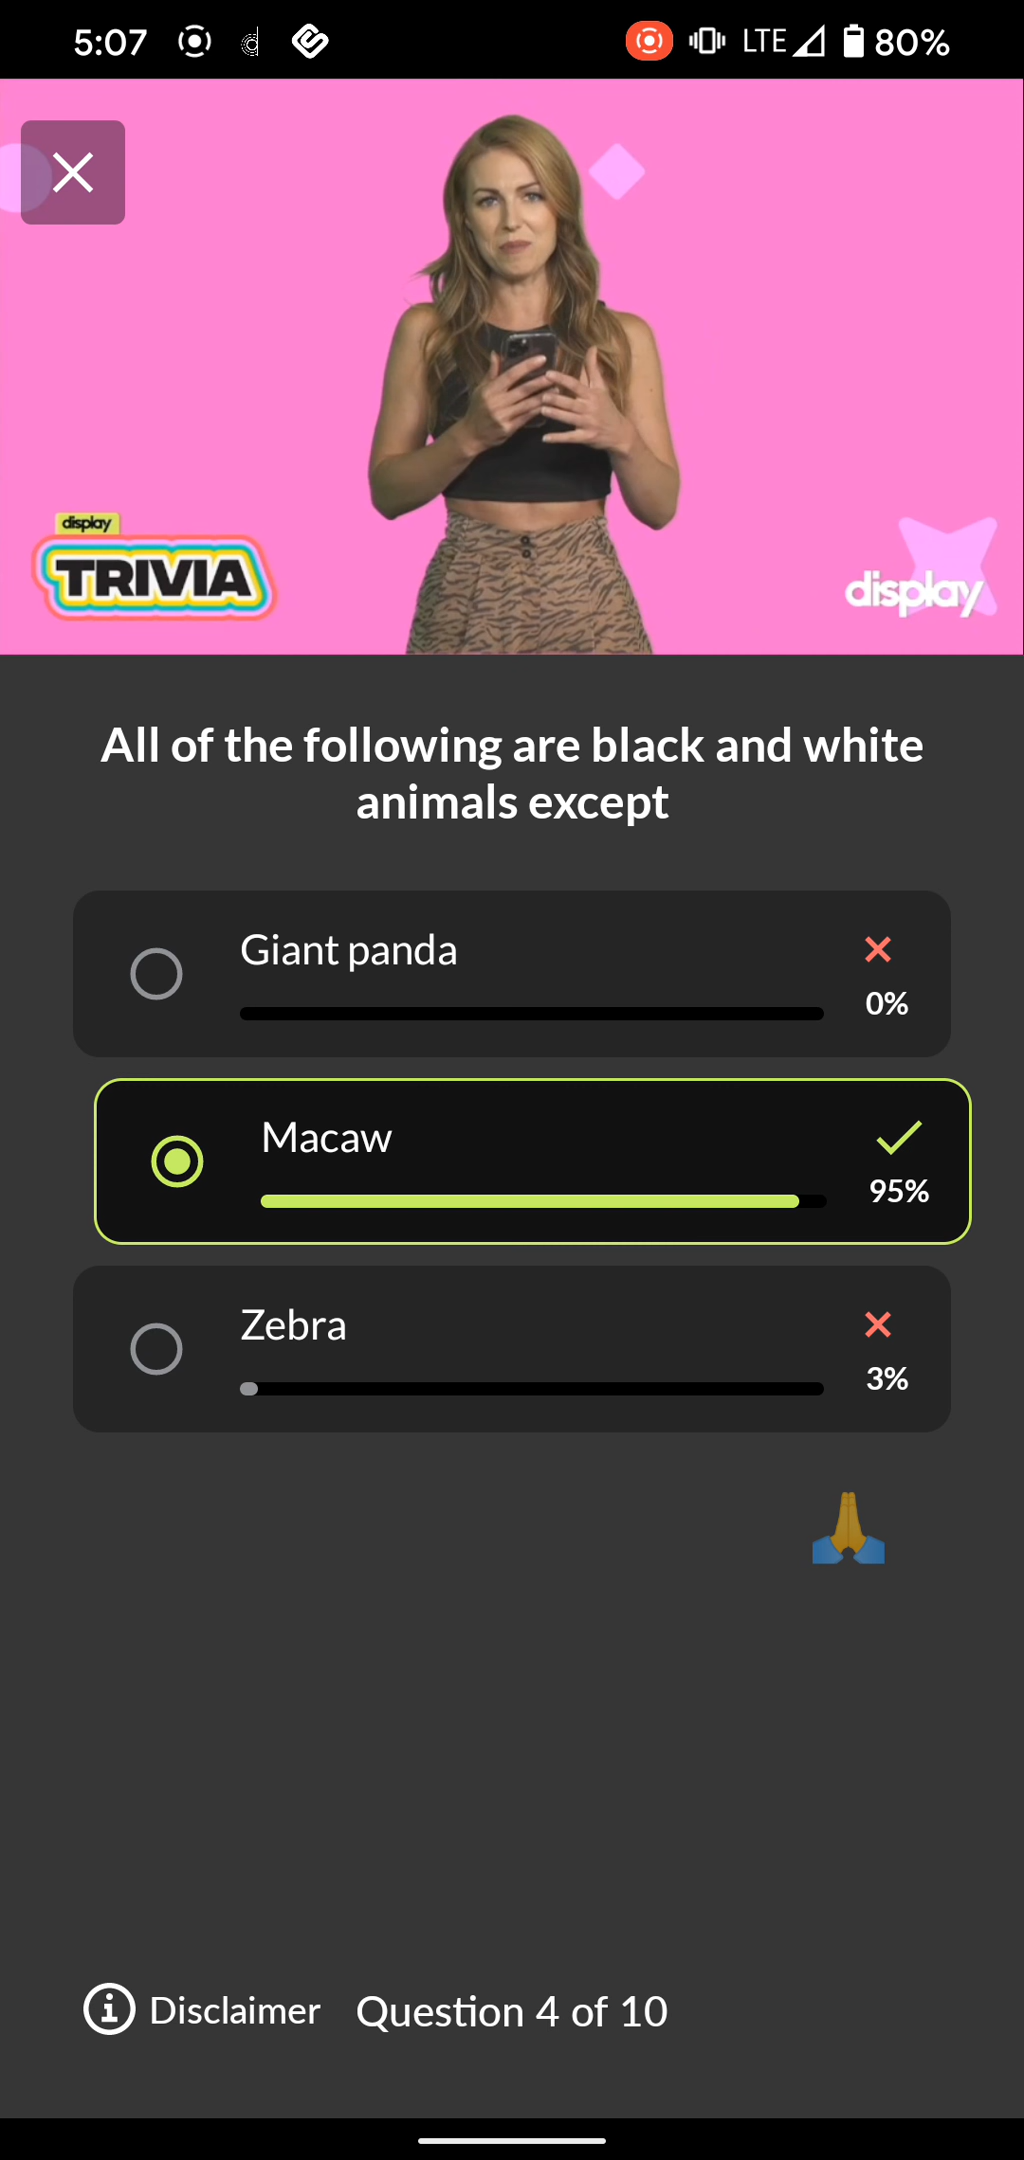 5:07
LTE
80%
display
TRIVIA
display
All of the following are black and white
animals except
Giant panda
0%
Macaw
95%
Zebra
3%
Disclaimer
Question 4 of 10